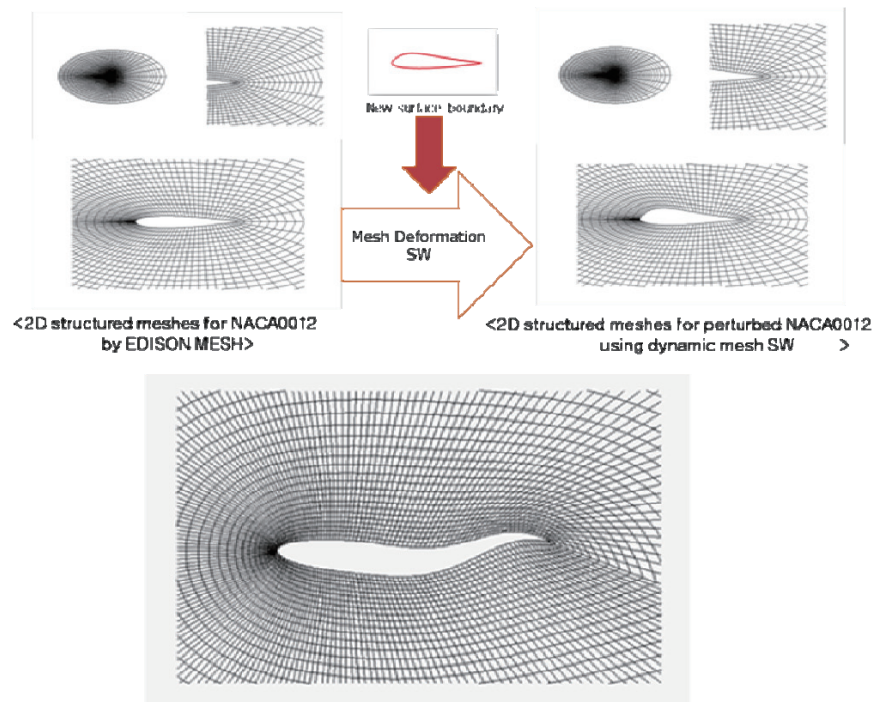 New surface boundary
Mesh Deformation
SW
<2D structured meshes for NACA0012
by EDISON MESH>
<2D structured meshes for perturbed NACA0012
using dynamic mesh SW >